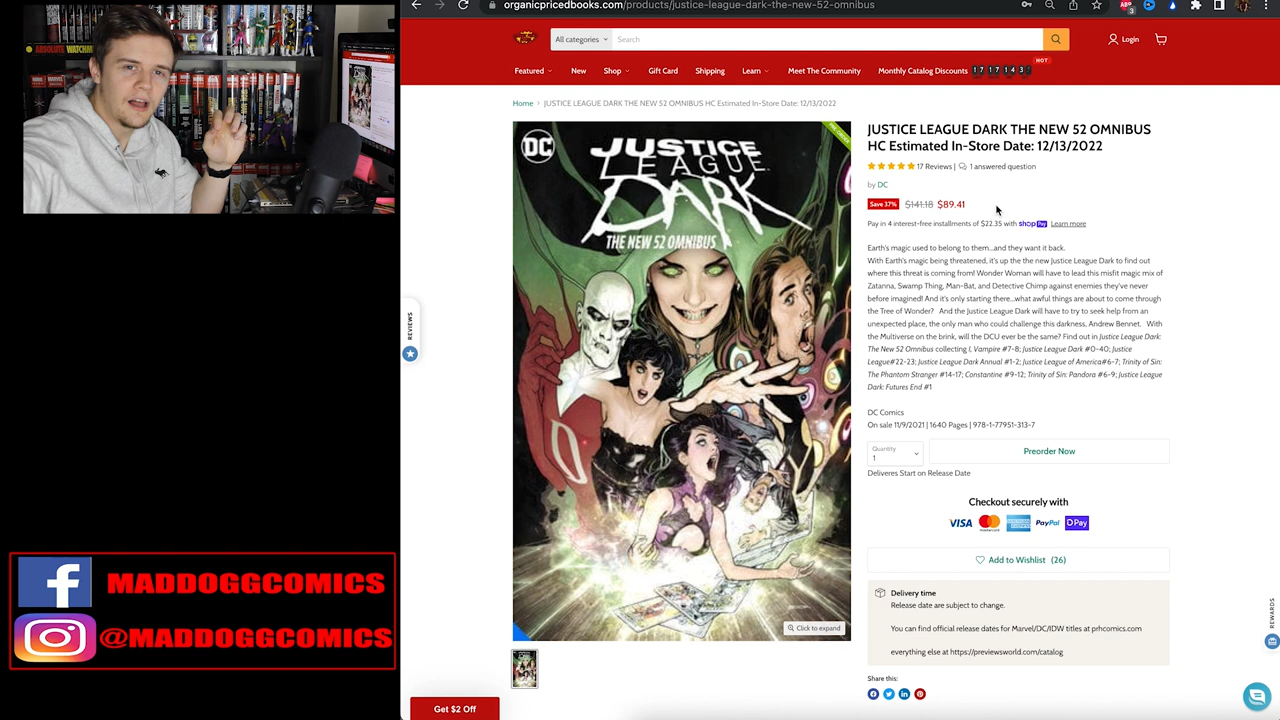 organicpricedbooks.com/products/justice-league-dark-the-new-52-omnibus-hc
All categories
Search
Login
Featured
New
Shop
Gift Card
Shipping
Learn
Meet The Community
Monthly Catalog Discounts
HOT
Home > JUSTICE LEAGUE DARK THE NEW 52 OMNIBUS HC Estimated In-Store Date: 12/13/2022
ABSOLUTE WATCHM
DC
PRE-ORDER
JUSTICE
LEAGUE
DARK
THE NEW 52 OMNIBUS
Click to expand
JUSTICE LEAGUE DARK THE NEW 52 OMNIBUS
HC Estimated In-Store Date: 12/13/2022
17 Reviews | 1 answered question
by DC
Save 37% $141.18 $89.41
Pay in 4 interest-free installments of $22.35 with shop Pay Learn more
Earth's magic used to belong to them...and they want it back.
With Earth's magic being threatened, it's up the the new Justice League Dark to find out
where this threat is coming from! Wonder Woman will have to lead this misfit magic mix of
Zatanna, Swamp Thing, Man-Bat, and Detective Chimp against enemies they've never
before imagined! And it's only starting there...what awful things are about to come through
the Tree of Wonder? And the Justice League Dark will have to try to seek help from an
unexpected place, the only man who could challenge this darkness, Andrew Bennet. With
the Multiverse on the brink, will the DCU ever be the same? Find out in Justice League Dark:
The New 52 Omnibus collecting I, Vampire #7-8; Justice League Dark #0-40; Justice
League#22-23; Justice League Dark Annual #1-2; Justice League of America#6-7; Trinity of Sin:
The Phantom Stranger #14-17; Constantine #9-12; Trinity of Sin: Pandora #6-9; Justice League
Dark: Futures End #1
DC Comics
On sale 11/9/2021 | 1640 Pages | 978-1-77951-313-7
Quantity
1
Preorder Now
Deliveres Start on Release Date
Checkout securely with
VISA
PayPal
Pay
Add to Wishlist (26)
Delivery time
Release date are subject to change.
You can find official release dates for Marvel/DC/IDW titles at prhcomics.com
everything else at https://previewsworld.com/catalog
Share this:
REVIEWS
MADDOGGCOMICS
@MADDOGGCOMICS
Get $2 Off